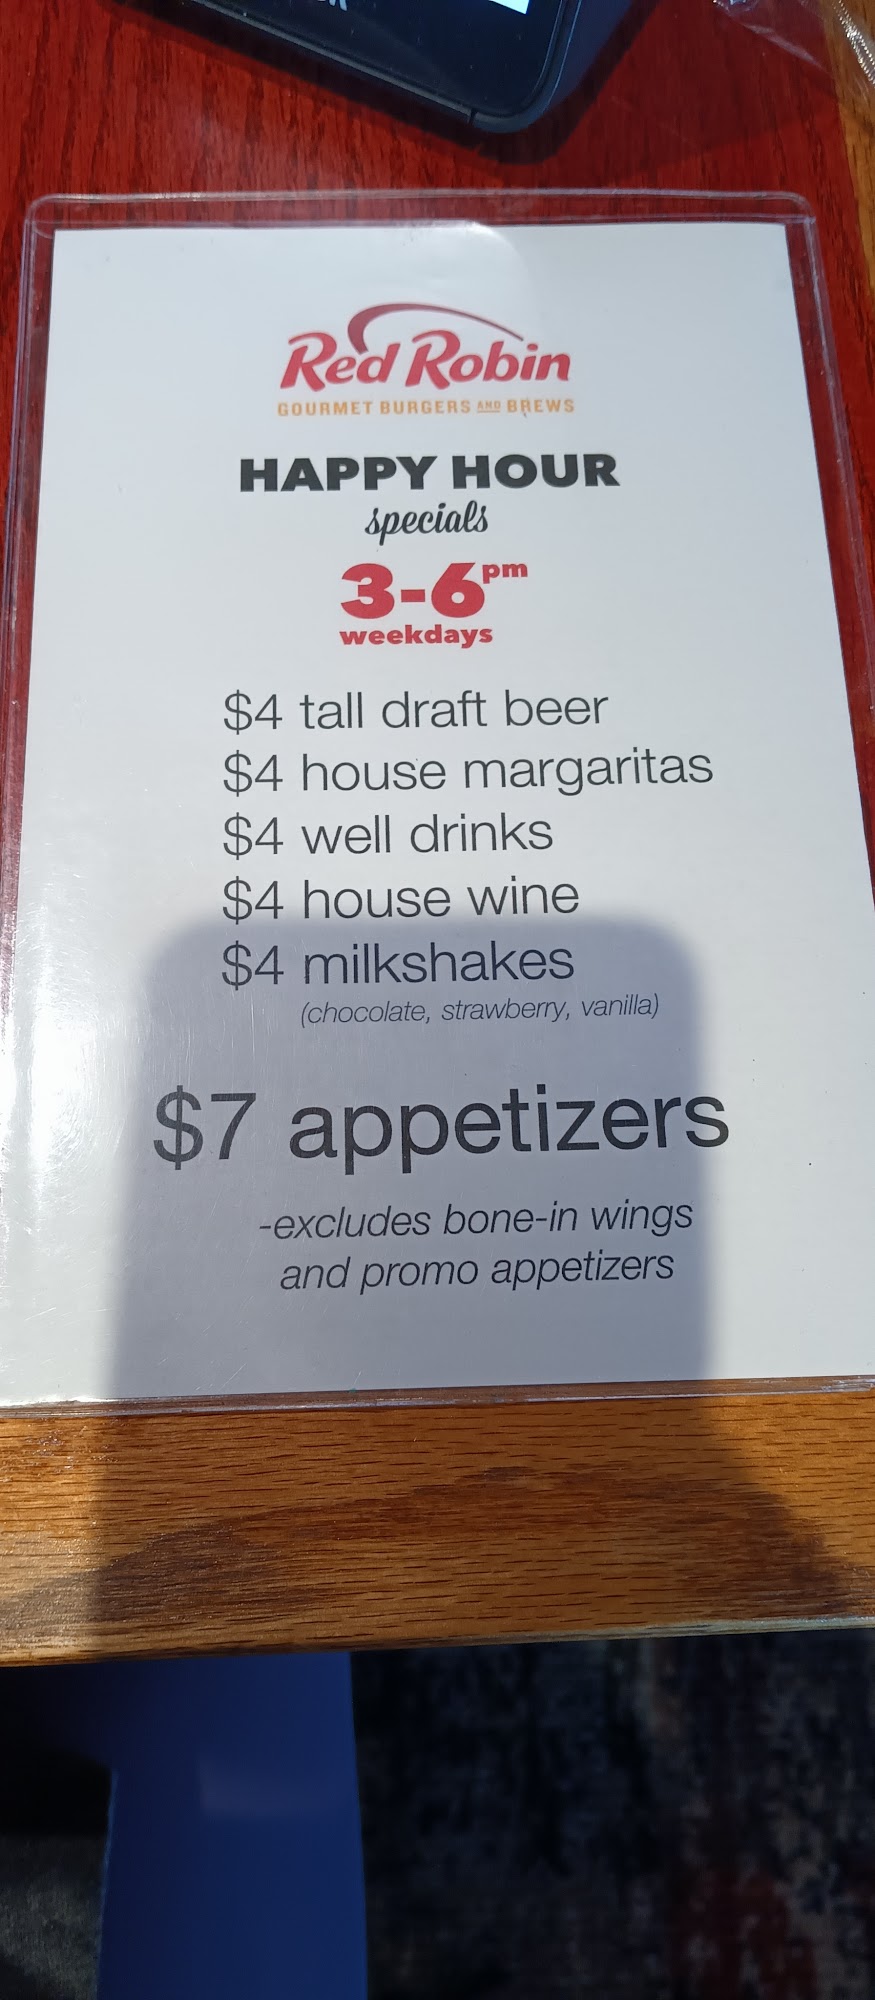 Red Robin
GOURMET BURGERS AND BREWS
HAPPY HOUR
specials
3-6pm
weekdays
$4 tall draft beer
$4 house margaritas
$4 well drinks
$4 house wine
$4 milkshakes
(chocolate, strawberry, vanilla)
$7 appetizers
-excludes bone-in wings
and promo appetizers